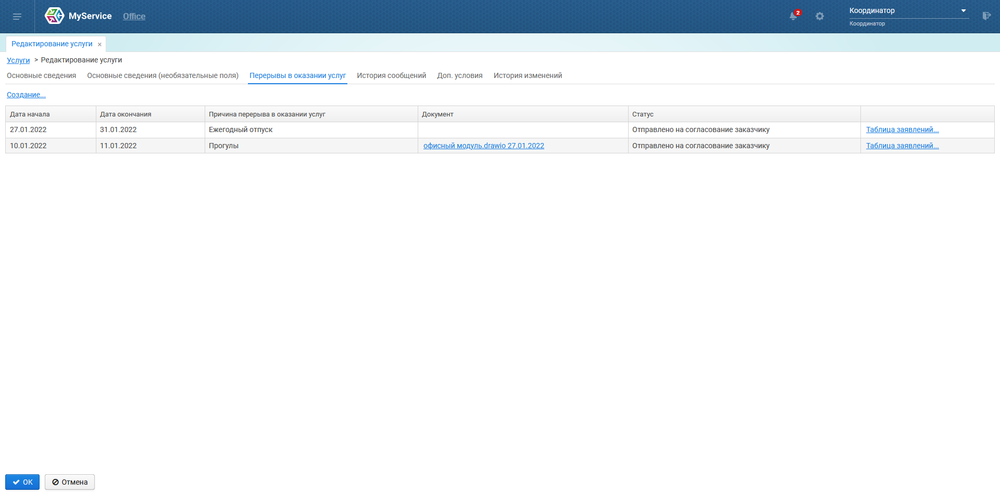 MyService Office 2 Координатор
Координатор
Редактирование услуги ×
Услуги > Редактирование услуги
Основные сведения Основные сведения (необязательные поля) Перерывы в оказании услуг История сообщений Доп. условия История изменений
Создание...
Дата начала Дата окончания Причина перерыва в оказании услуг Документ Статус
27.01.2022 31.01.2022 Ежегодный отпуск Отправлено на согласование заказчику Таблица заявлений...
10.01.2022 11.01.2022 Прогулы офисный модуль.drawio 27.01.2022 Отправлено на согласование заказчику Таблица заявлений...
OK Отмена